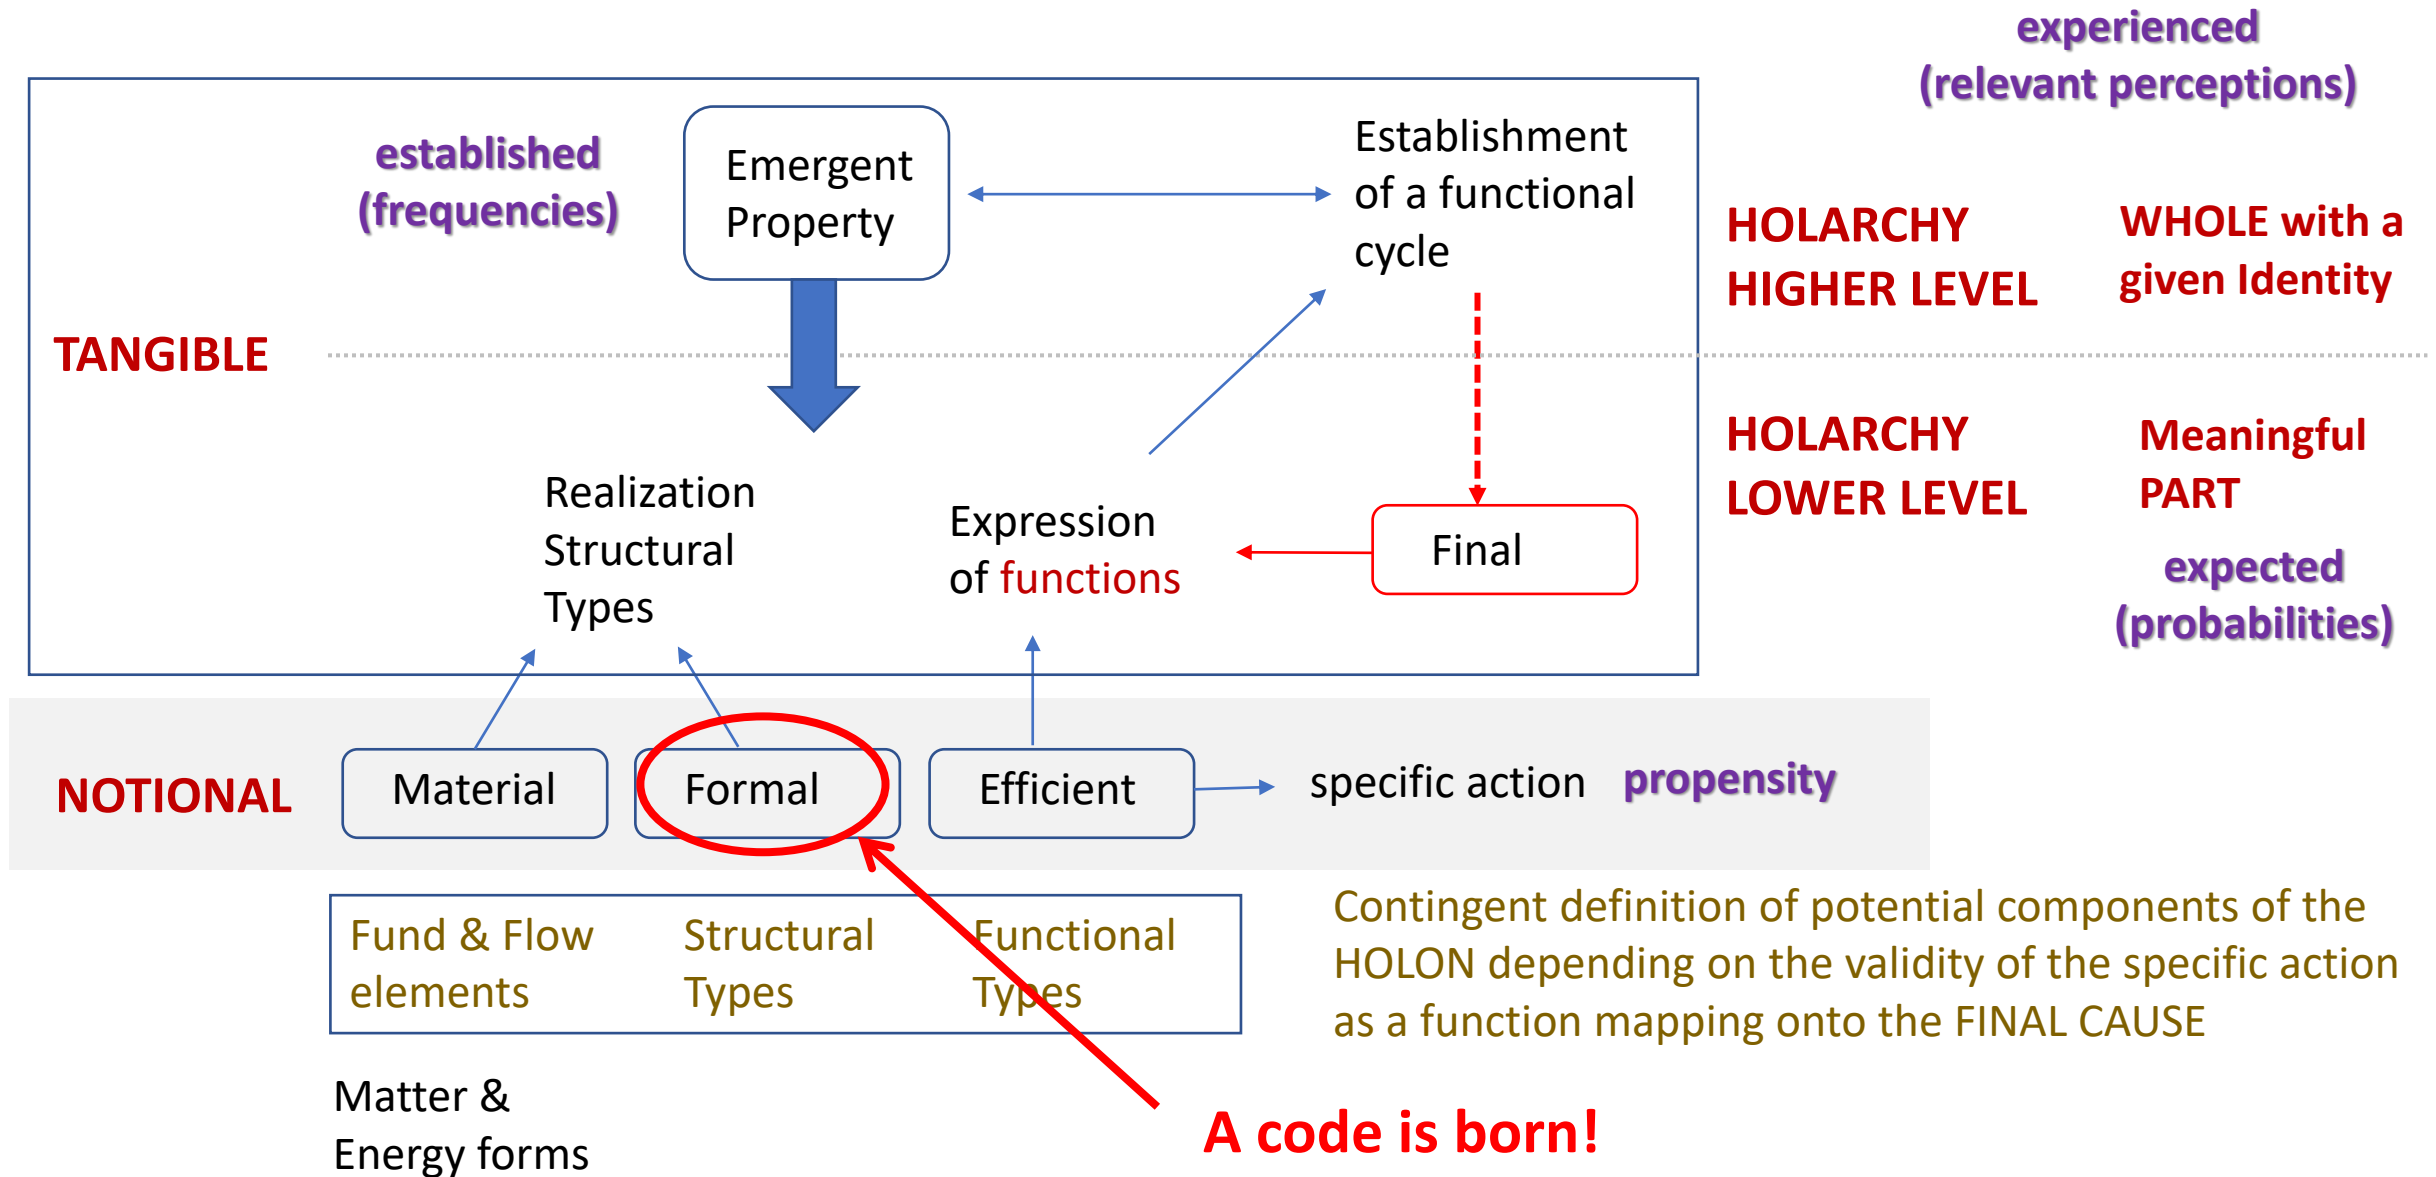 experienced
(relevant perceptions)
established
(frequencies)
Emergent
Property
Establishment
of a functional
cycle
HOLARCHY
HIGHER LEVEL
WHOLE with a
given Identity
TANGIBLE
HOLARCHY
LOWER LEVEL
Meaningful
PART
Realization
Structural
Types
Expression
of functions
Final
expected
(probabilities)
NOTIONAL
Material
Formal
Efficient
specific action
propensity
Fund & Flow
elements
Structural
Types
Functional
Types
Contingent definition of potential components of the
HOLON depending on the validity of the specific action
as a function mapping onto the FINAL CAUSE
Matter &
Energy forms
A code is born!